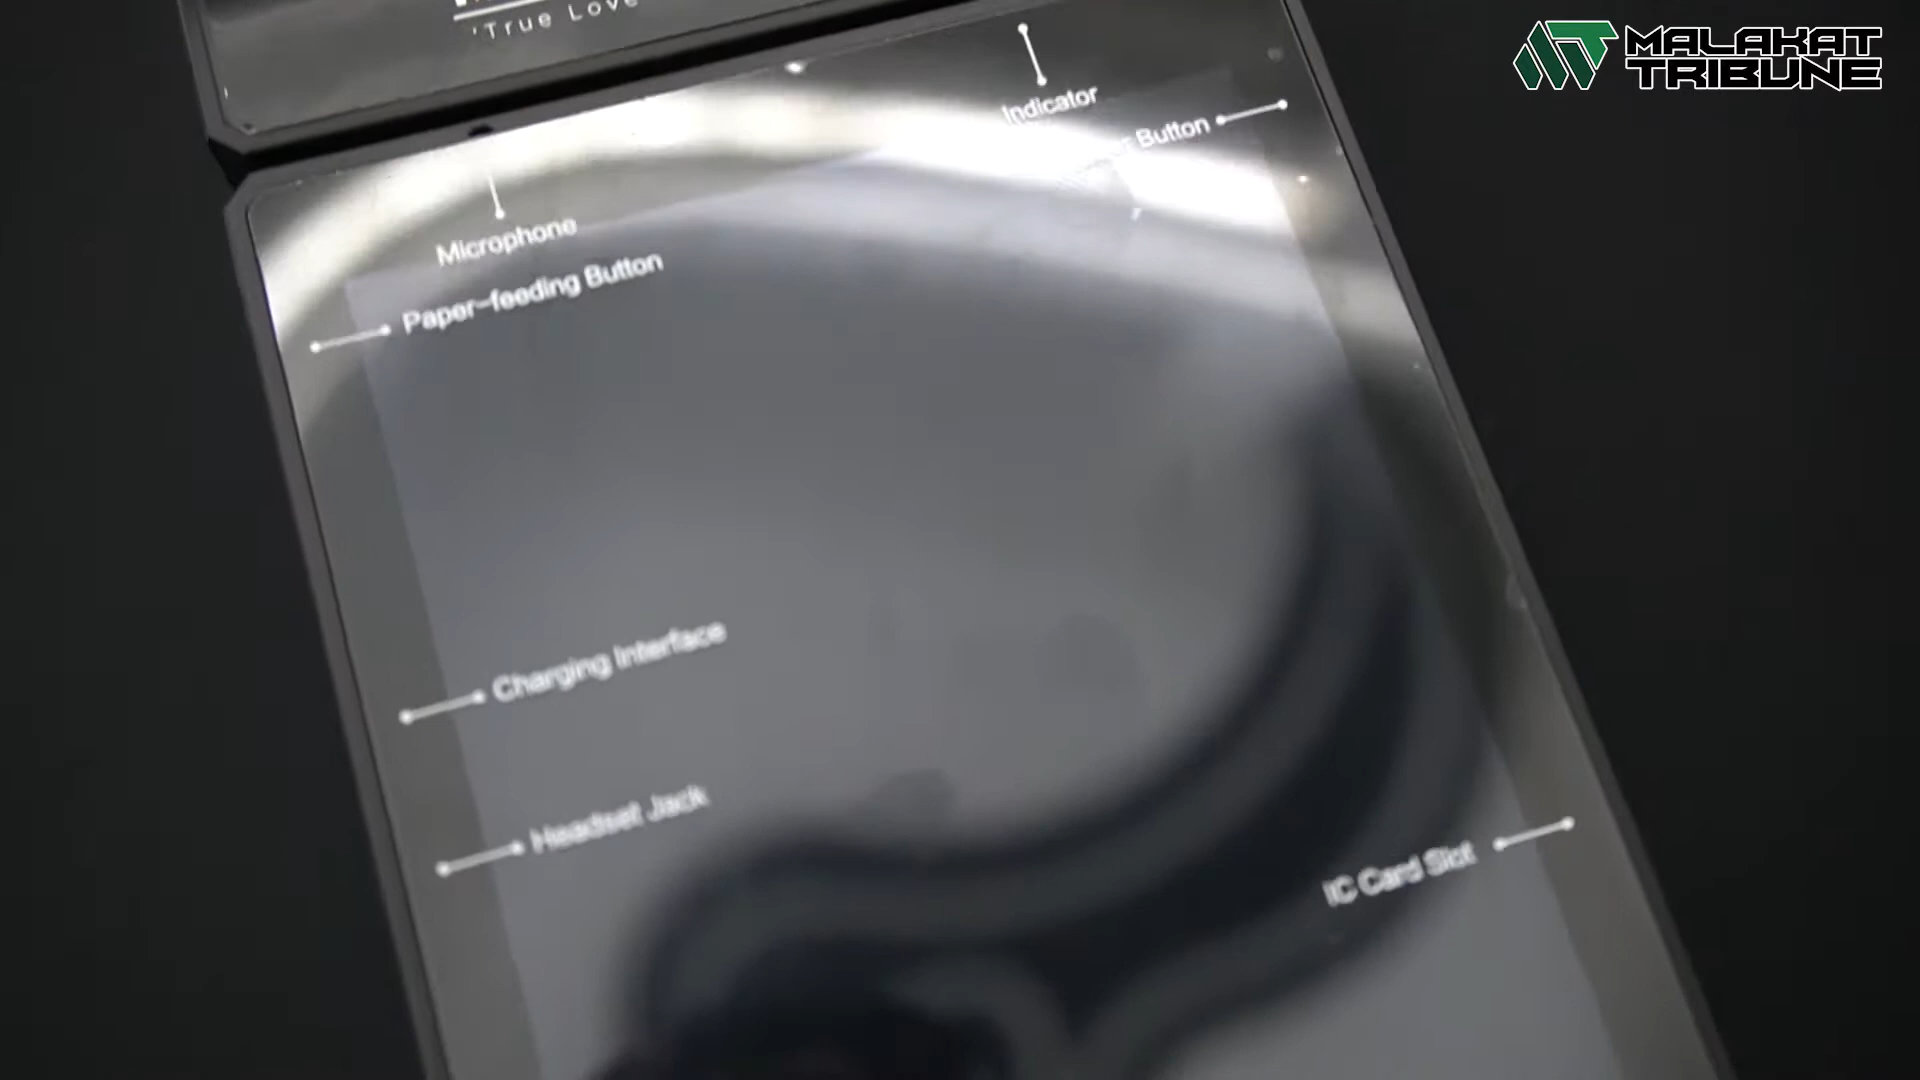 'True Love
MALAKAT
TRIBUNE
Indicator
Button
Microphone
Paper-feeding Button
Charging Interface
Headset Jack
IC Card Slot